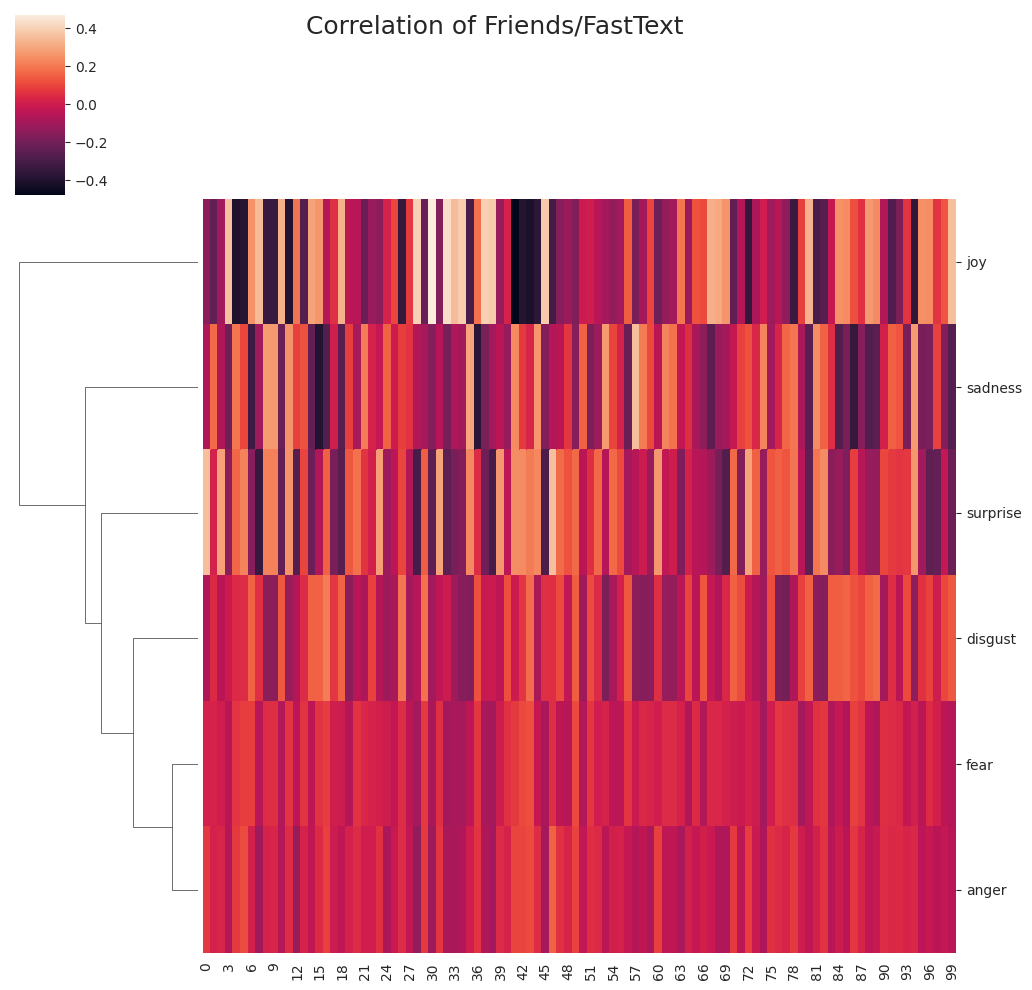 Correlation of Friends/FastText
0.4
0.2
0.0
−0.2
−0.4
joy
sadness
surprise
disgust
fear
anger
0 3 6 9 12 15 18 21 24 27 30 33 36 39 42 45 48 51 54 57 60 63 66 69 72 75 78 81 84 87 90 93 96 99